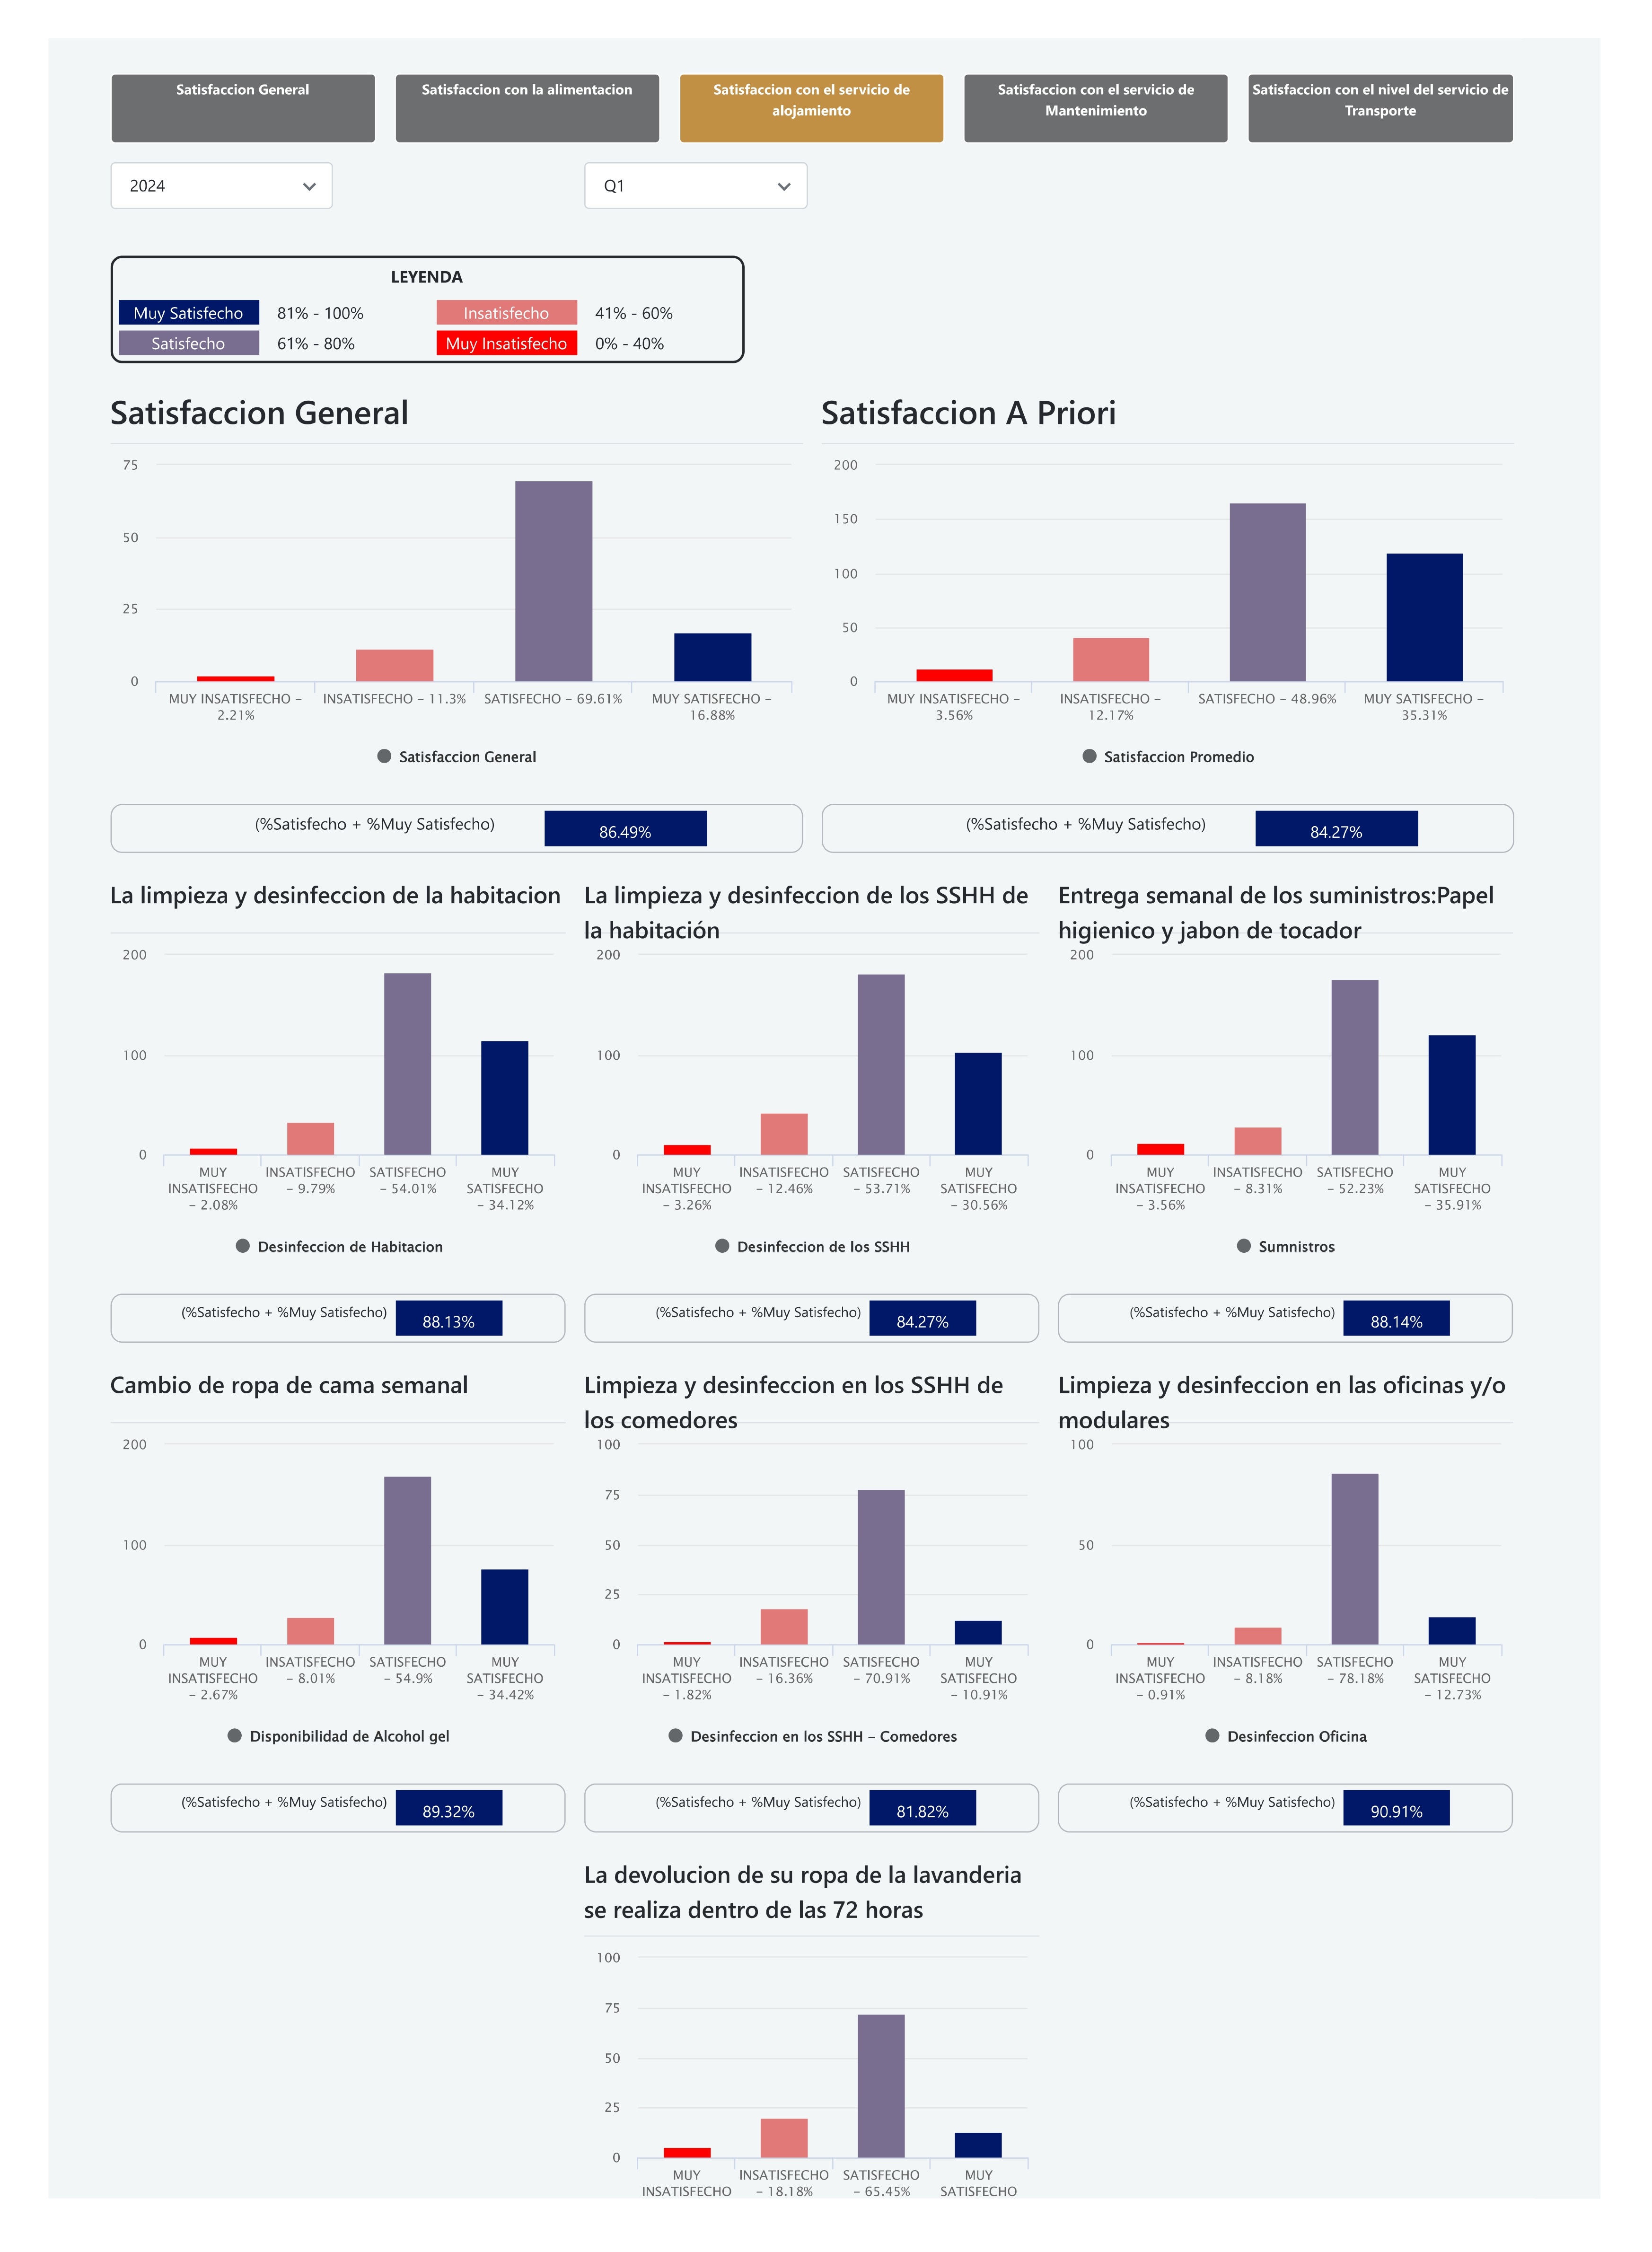 Satisfaccion General
Satisfaccion con la alimentacion
Satisfaccion con el servicio de
alojamiento
Satisfaccion con el servicio de
Mantenimiento
Satisfaccion con el nivel del servicio de
Transporte
2024
Q1
LEYENDA
Muy Satisfecho 81% - 100% Insatisfecho 41% - 60%
Satisfecho 61% - 80% Muy Insatisfecho 0% - 40%
Satisfaccion General
75
50
25
0
MUY INSATISFECHO –
2.21%
INSATISFECHO – 11.3%
SATISFECHO – 69.61%
MUY SATISFECHO –
16.88%
Satisfaccion General
(%Satisfecho + %Muy Satisfecho) 86.49%
Satisfaccion A Priori
200
150
100
50
0
MUY INSATISFECHO –
3.56%
INSATISFECHO –
12.17%
SATISFECHO – 48.96%
MUY SATISFECHO –
35.31%
Satisfaccion Promedio
(%Satisfecho + %Muy Satisfecho) 84.27%
La limpieza y desinfeccion de la habitacion
200
100
0
MUY
INSATISFECHO
– 2.08%
INSATISFECHO
– 9.79%
SATISFECHO
– 54.01%
MUY
SATISFECHO
– 34.12%
Desinfeccion de Habitacion
(%Satisfecho + %Muy Satisfecho) 88.13%
La limpieza y desinfeccion de los SSHH de
la habitación
200
100
0
MUY
INSATISFECHO
– 3.26%
INSATISFECHO
– 12.46%
SATISFECHO
– 53.71%
MUY
SATISFECHO
– 30.56%
Desinfeccion de los SSHH
(%Satisfecho + %Muy Satisfecho) 84.27%
Entrega semanal de los suministros:Papel
higienico y jabon de tocador
200
100
0
MUY
INSATISFECHO
– 3.56%
INSATISFECHO
– 8.31%
SATISFECHO
– 52.23%
MUY
SATISFECHO
– 35.91%
Sumnistros
(%Satisfecho + %Muy Satisfecho) 88.14%
Cambio de ropa de cama semanal
200
100
0
MUY
INSATISFECHO
– 2.67%
INSATISFECHO
– 8.01%
SATISFECHO
– 54.9%
MUY
SATISFECHO
– 34.42%
Disponibilidad de Alcohol gel
(%Satisfecho + %Muy Satisfecho) 89.32%
Limpieza y desinfeccion en los SSHH de
los comedores
100
75
50
25
0
MUY
INSATISFECHO
– 1.82%
INSATISFECHO
– 16.36%
SATISFECHO
– 70.91%
MUY
SATISFECHO
– 10.91%
Desinfeccion en los SSHH – Comedores
(%Satisfecho + %Muy Satisfecho) 81.82%
Limpieza y desinfeccion en las oficinas y/o
modulares
100
50
0
MUY
INSATISFECHO
– 0.91%
INSATISFECHO
– 8.18%
SATISFECHO
– 78.18%
MUY
SATISFECHO
– 12.73%
Desinfeccion Oficina
(%Satisfecho + %Muy Satisfecho) 90.91%
La devolucion de su ropa de la lavanderia
se realiza dentro de las 72 horas
100
75
50
25
0
MUY
INSATISFECHO
INSATISFECHO
– 18.18%
SATISFECHO
– 65.45%
MUY
SATISFECHO